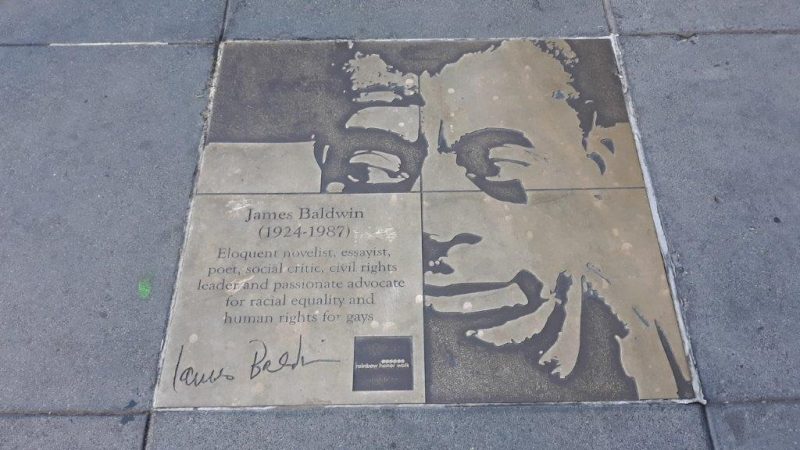 James Baldwin
(1924-1987)
Eloquent novelist, essayist,
poet, social critic, civil rights
leader and passionate advocate
for racial equality and
human rights for gays
James Baldwin
rainbow honor walk